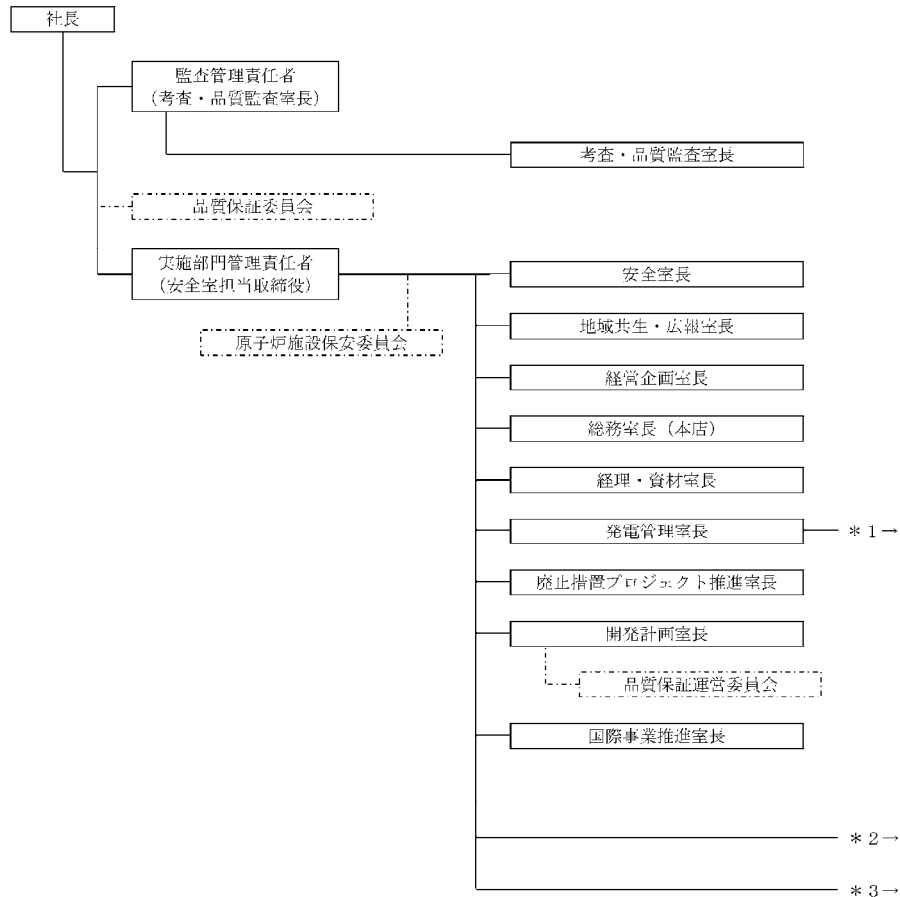 社長
監査管理責任者
（考査・品質監査室長）
考査・品質監査室長
品質保証委員会
実施部門管理責任者
（安全室担当取締役）
安全室長
地域共生・広報室長
原子炉施設保安委員会
経営企画室長
総務室長（本店）
経理・資材室長
発電管理室長
＊1→
廃止措置プロジェクト推進室長
開発計画室長
品質保証運営委員会
国際事業推進室長
＊2→
＊3→